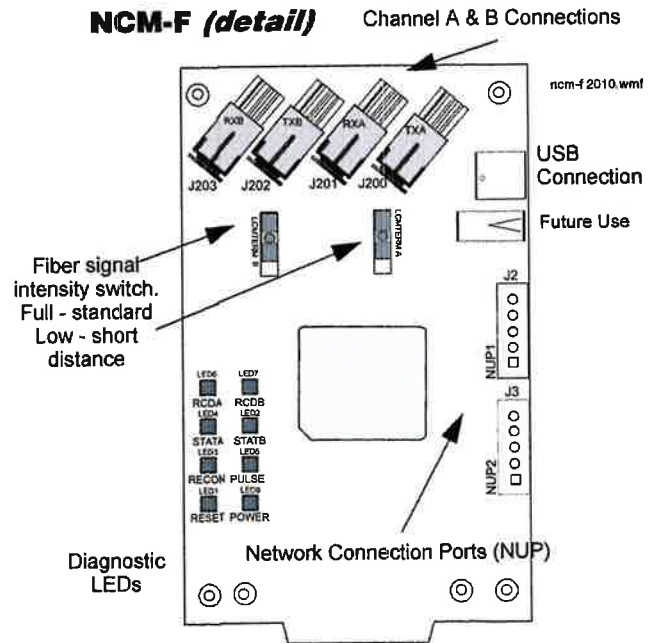 NCM-F (detail)
Channel A & B Connections
ncm-f 2010.wmf
RXB
TXB
RXA
TXA
J203
J202
J201
J200
USB
Connection
Future Use
LOMTERM B
LOMTERM A
Fiber signal
intensity switch.
Full - standard
Low - short
distance
J2
NUP1
J3
NUP2
LED6
LED7
RCDA
RCDB
LED4
LED2
STATA
STATB
LED3
LED5
RECON
PULSE
LED1
RESET
POWER
Network Connection Ports (NUP)
Diagnostic
LEDs